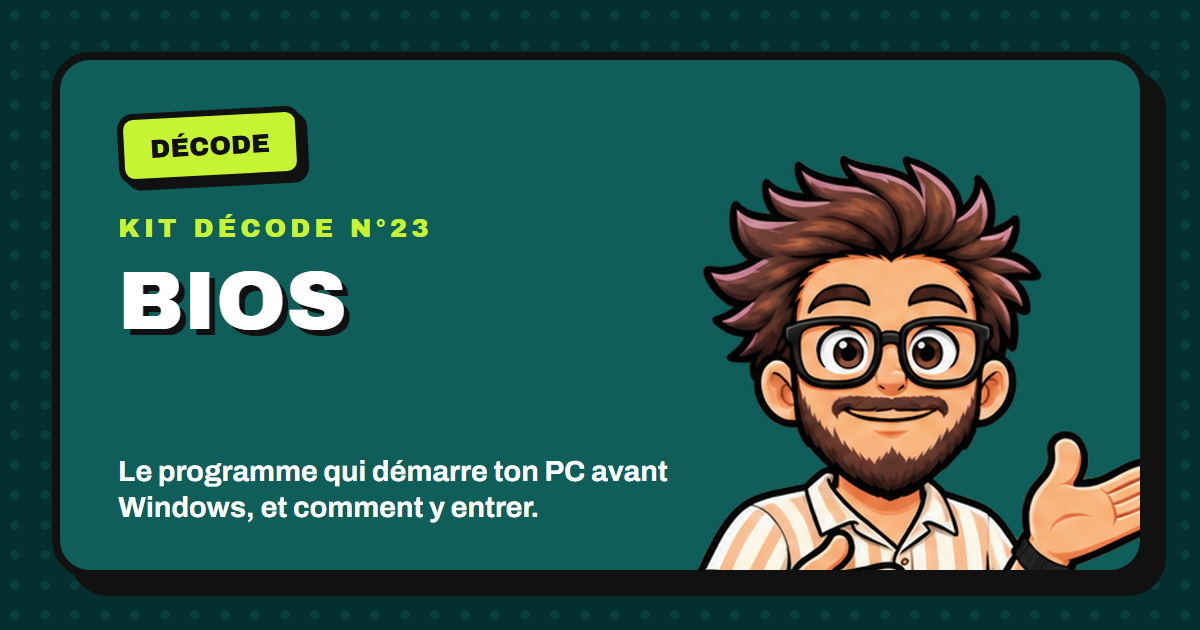 DÉCODE
KIT DÉCODE N°23
BIOS
Le programme qui démarre ton PC avant
Windows, et comment y entrer.